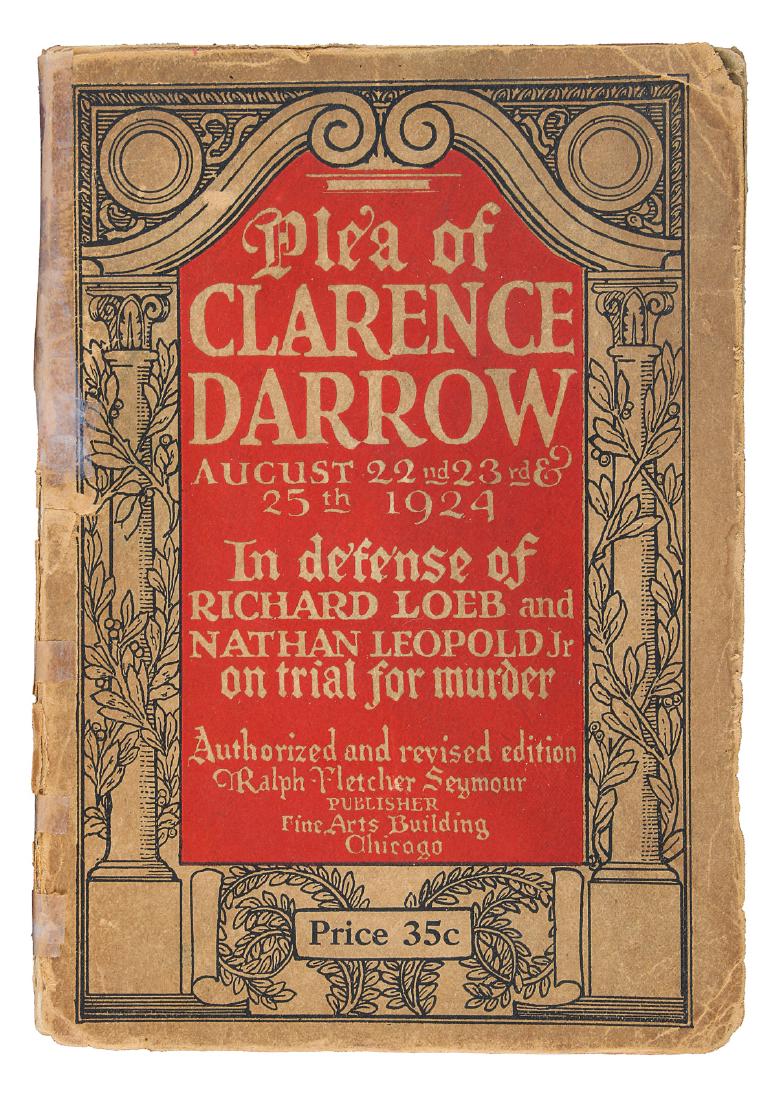 Plea of
CLARENCE
DARROW
AUGUST 22nd 23rd &
25th 1924
In defense of
RICHARD LOEB and
NATHAN LEOPOLD Jr
on trial for murder
Authorized and revised edition
Ralph Fletcher Seymour
PUBLISHER
Fine Arts Building
Chicago
Price 35c